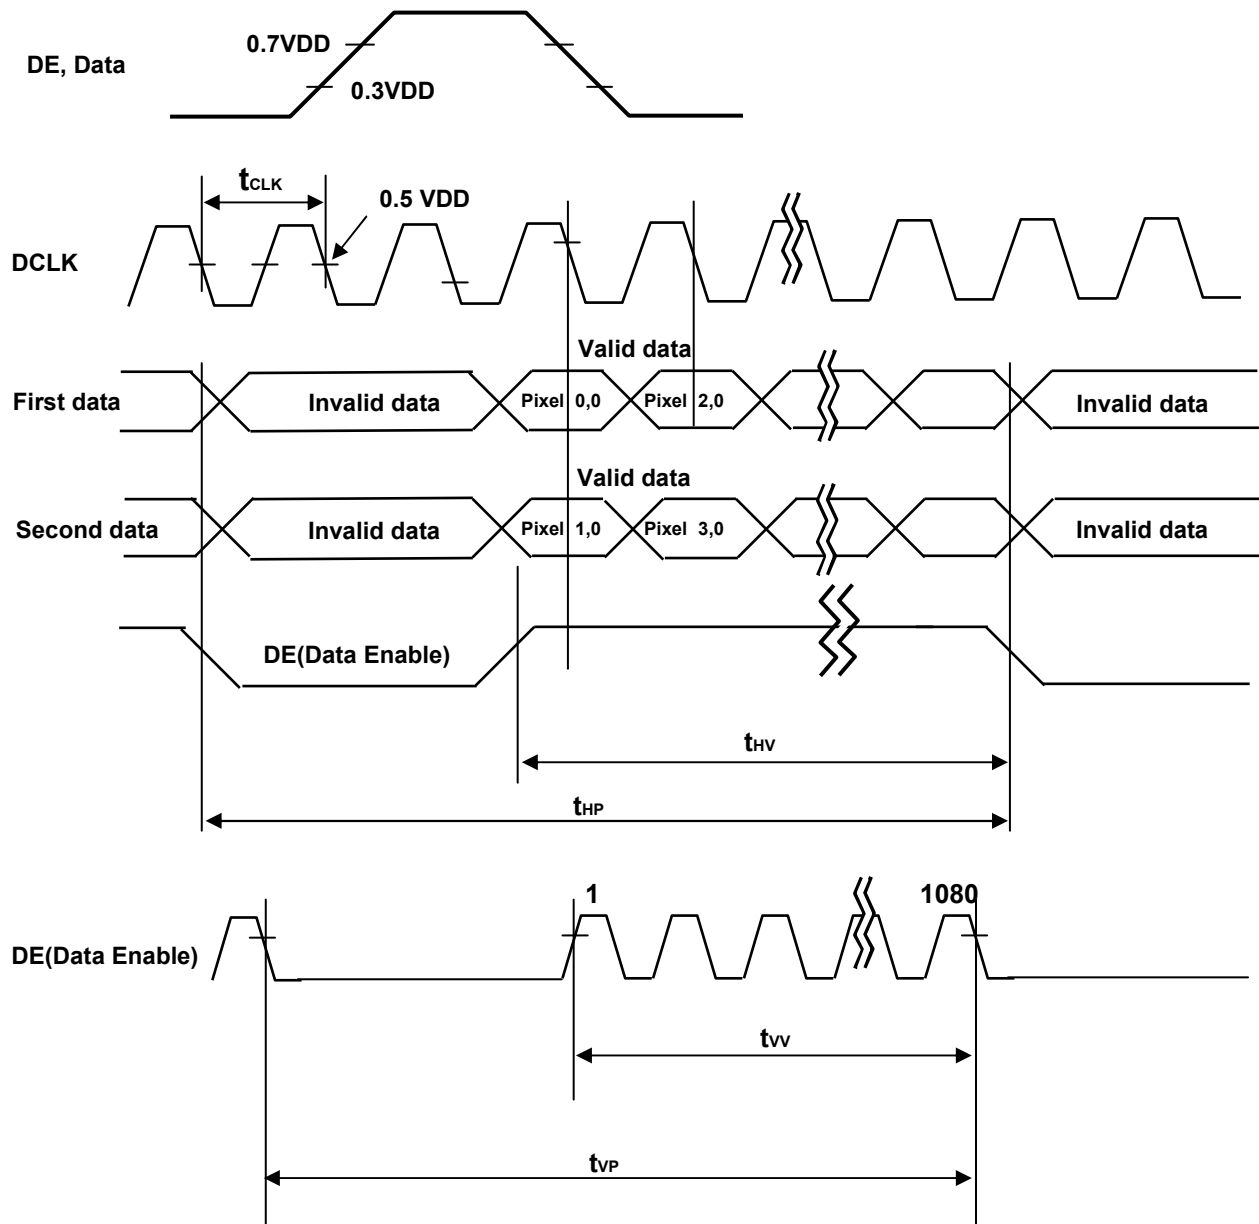 0.7VDD
DE, Data
0.3VDD
tCLK
0.5 VDD
DCLK
Valid data
First data
Invalid data
Pixel 0,0
Pixel 2,0
Invalid data
Valid data
Second data
Invalid data
Pixel 1,0
Pixel 3,0
Invalid data
DE(Data Enable)
tHV
tHP
1
1080
DE(Data Enable)
tVV
tVP